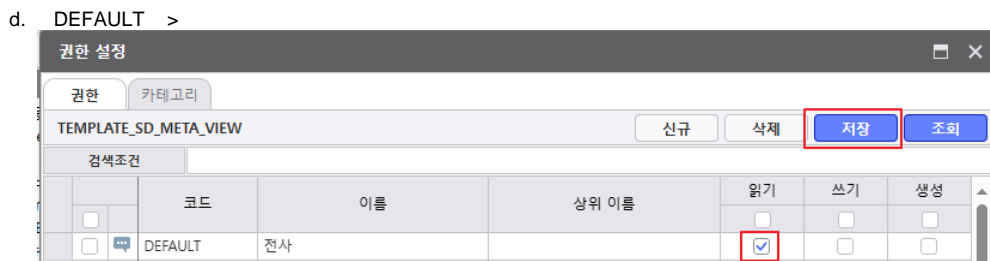 d. DEFAULT >
권한 설정
권한 카테고리
TEMPLATE_SD_META_VIEW 신규 삭제 저장 조회
검색조건
코드 이름 상위 이름 읽기 쓰기 생성
DEFAULT 전사